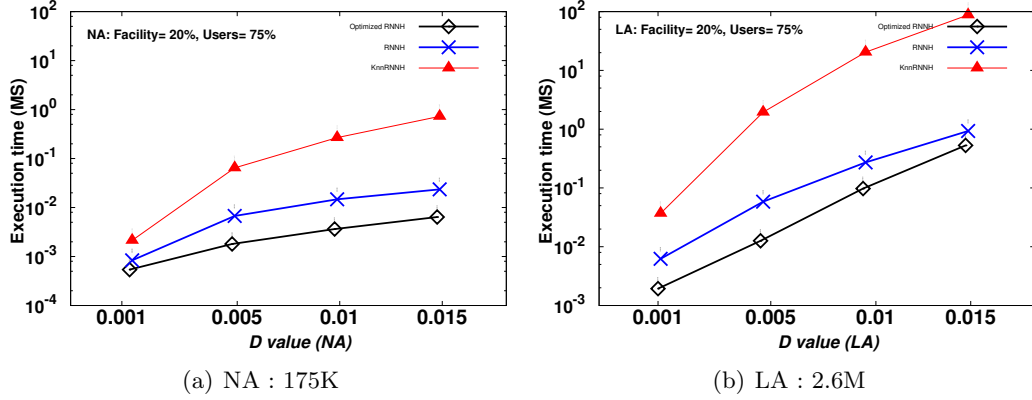 NA: Facility= 20%, Users= 75%
Optimized RNNH
RNNH
KnnRNNH
Execution time (MS)
10^2
10^1
10^0
10^-1
10^-2
10^-3
10^-4
0.001 0.005 0.01 0.015
D value (NA)
(a) NA : 175K
LA: Facility= 20%, Users= 75%
Optimized RNNH
RNNH
KnnRNNH
Execution time (MS)
10^2
10^1
10^0
10^-1
10^-2
10^-3
0.001 0.005 0.01 0.015
D value (LA)
(b) LA : 2.6M